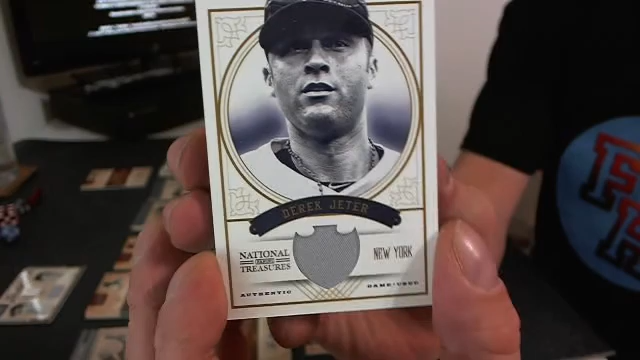 DEREK JETER
NATIONAL
TREASURES
NEW YORK
AUTHENTIC
GAME-USED